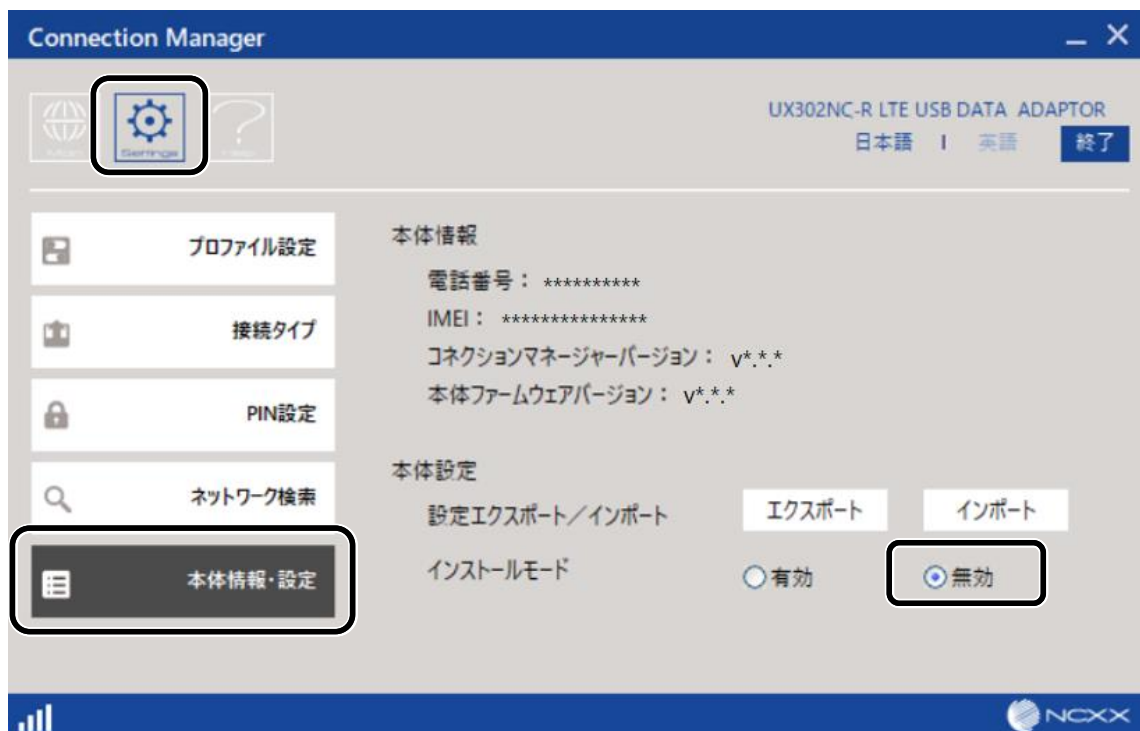 Connection Manager
Main
Settings
Help
UX302NC-R LTE USB DATA ADAPTOR
日本語 | 英語 終了
プロファイル設定
接続タイプ
PIN設定
ネットワーク検索
本体情報・設定
本体情報
電話番号： **********
IMEI： ***************
コネクションマネージャーバージョン： v*.*.*
本体ファームウェアバージョン： v*.*.*
本体設定
設定エクスポート／インポート エクスポート インポート
インストールモード 有効 無効
NCXX